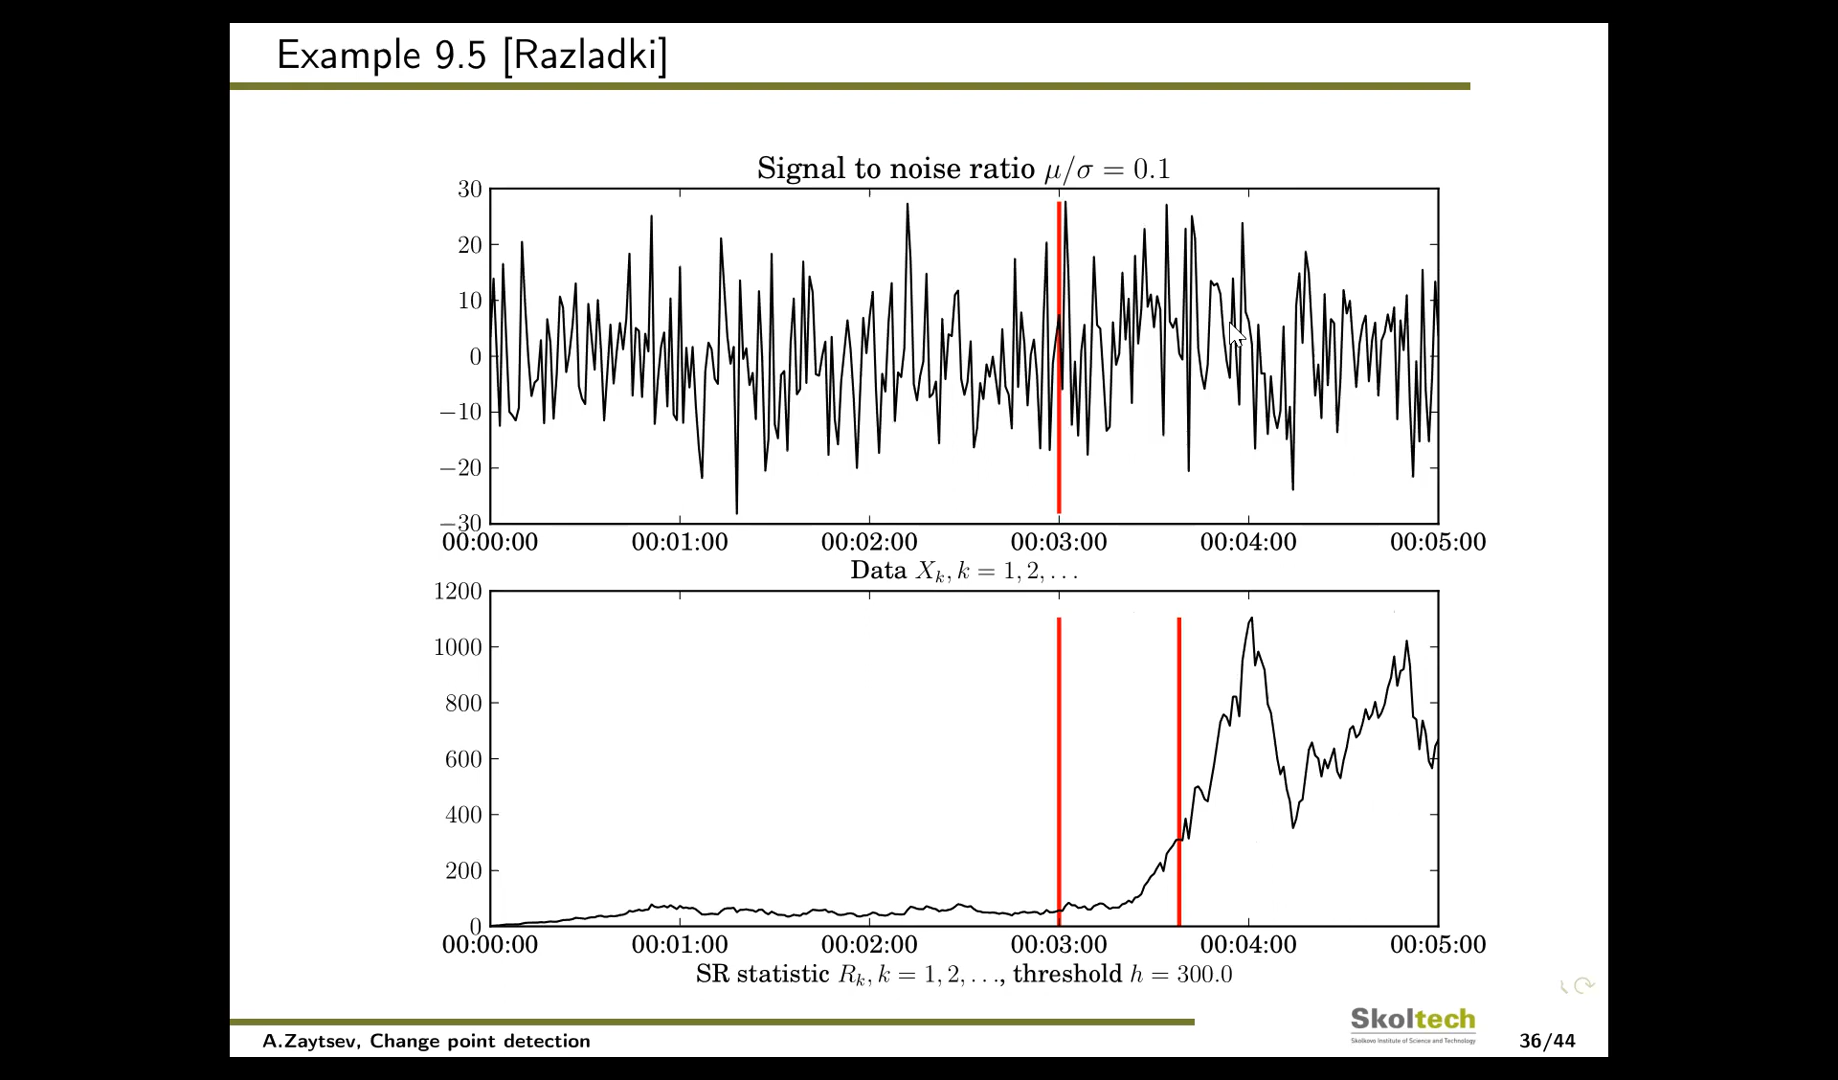 Example 9.5 [Razladki]
Signal to noise ratio μ/σ = 0.1
30
20
10
0
−10
−20
−30
00:00:00 00:01:00 00:02:00 00:03:00 00:04:00 00:05:00
Data X_k, k = 1, 2, . . .
1200
1000
800
600
400
200
0
00:00:00 00:01:00 00:02:00 00:03:00 00:04:00 00:05:00
SR statistic R_k, k = 1, 2, . . ., threshold h = 300.0
Skoltech
Skolkovo Institute of Science and Technology
A.Zaytsev, Change point detection 36/44